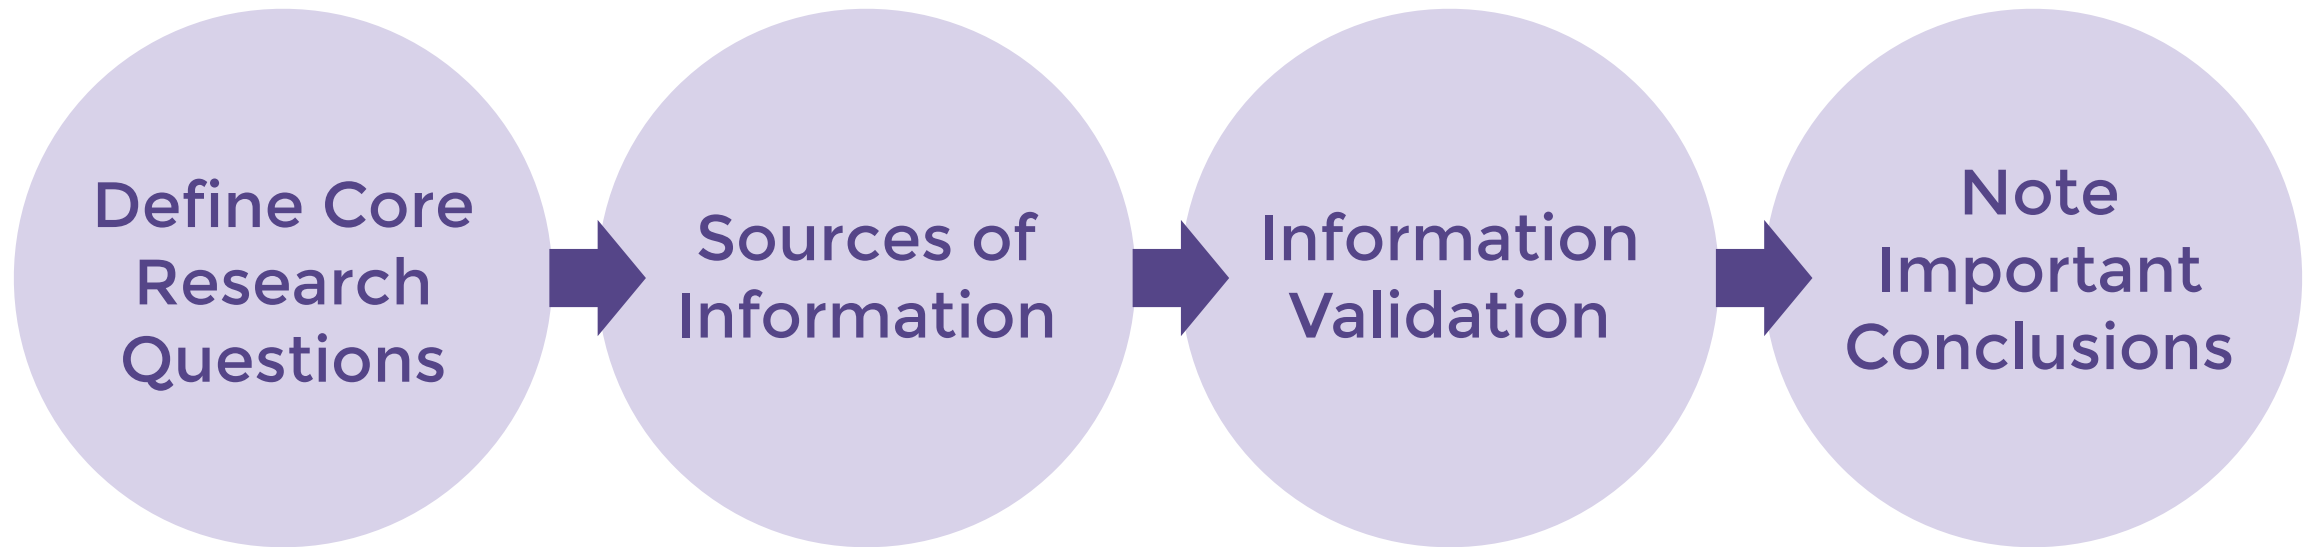 Define Core
Research
Questions
Sources of
Information
Information
Validation
Note
Important
Conclusions